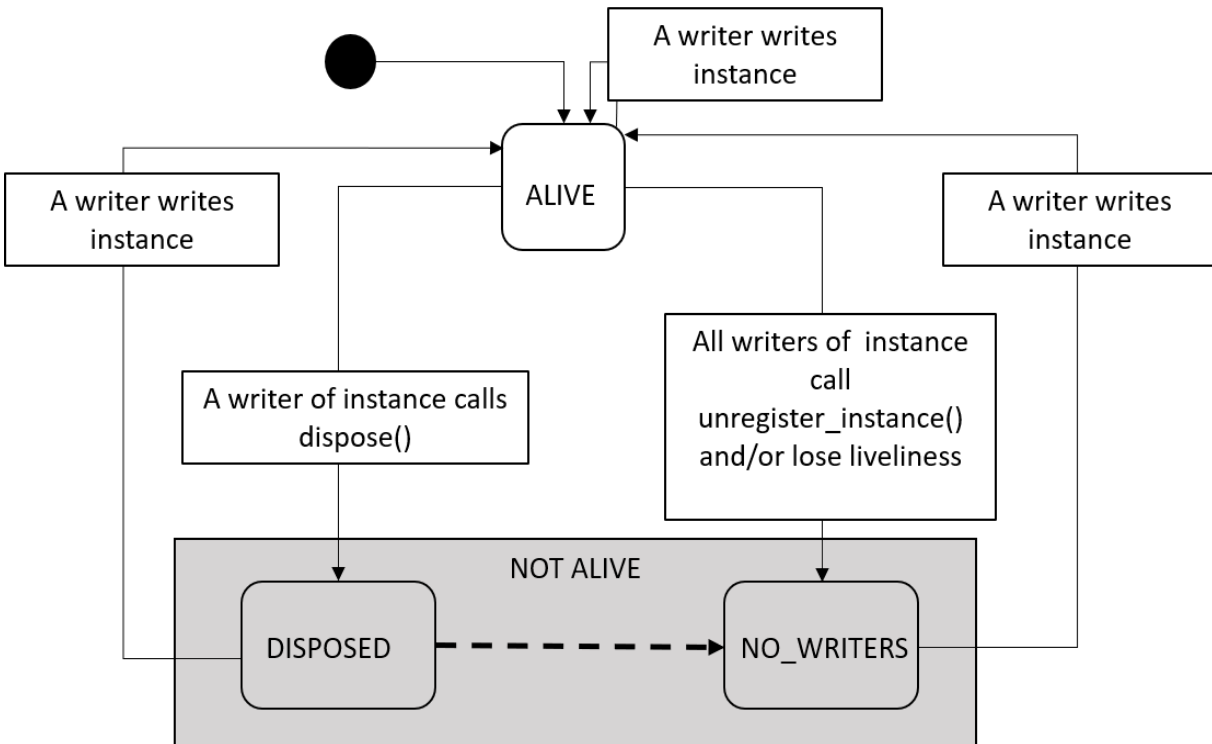 A writer writes
instance
A writer writes
instance
ALIVE
A writer writes
instance
A writer of instance calls
dispose()
All writers of instance
call
unregister_instance()
and/or lose liveliness
NOT ALIVE
DISPOSED
NO_WRITERS